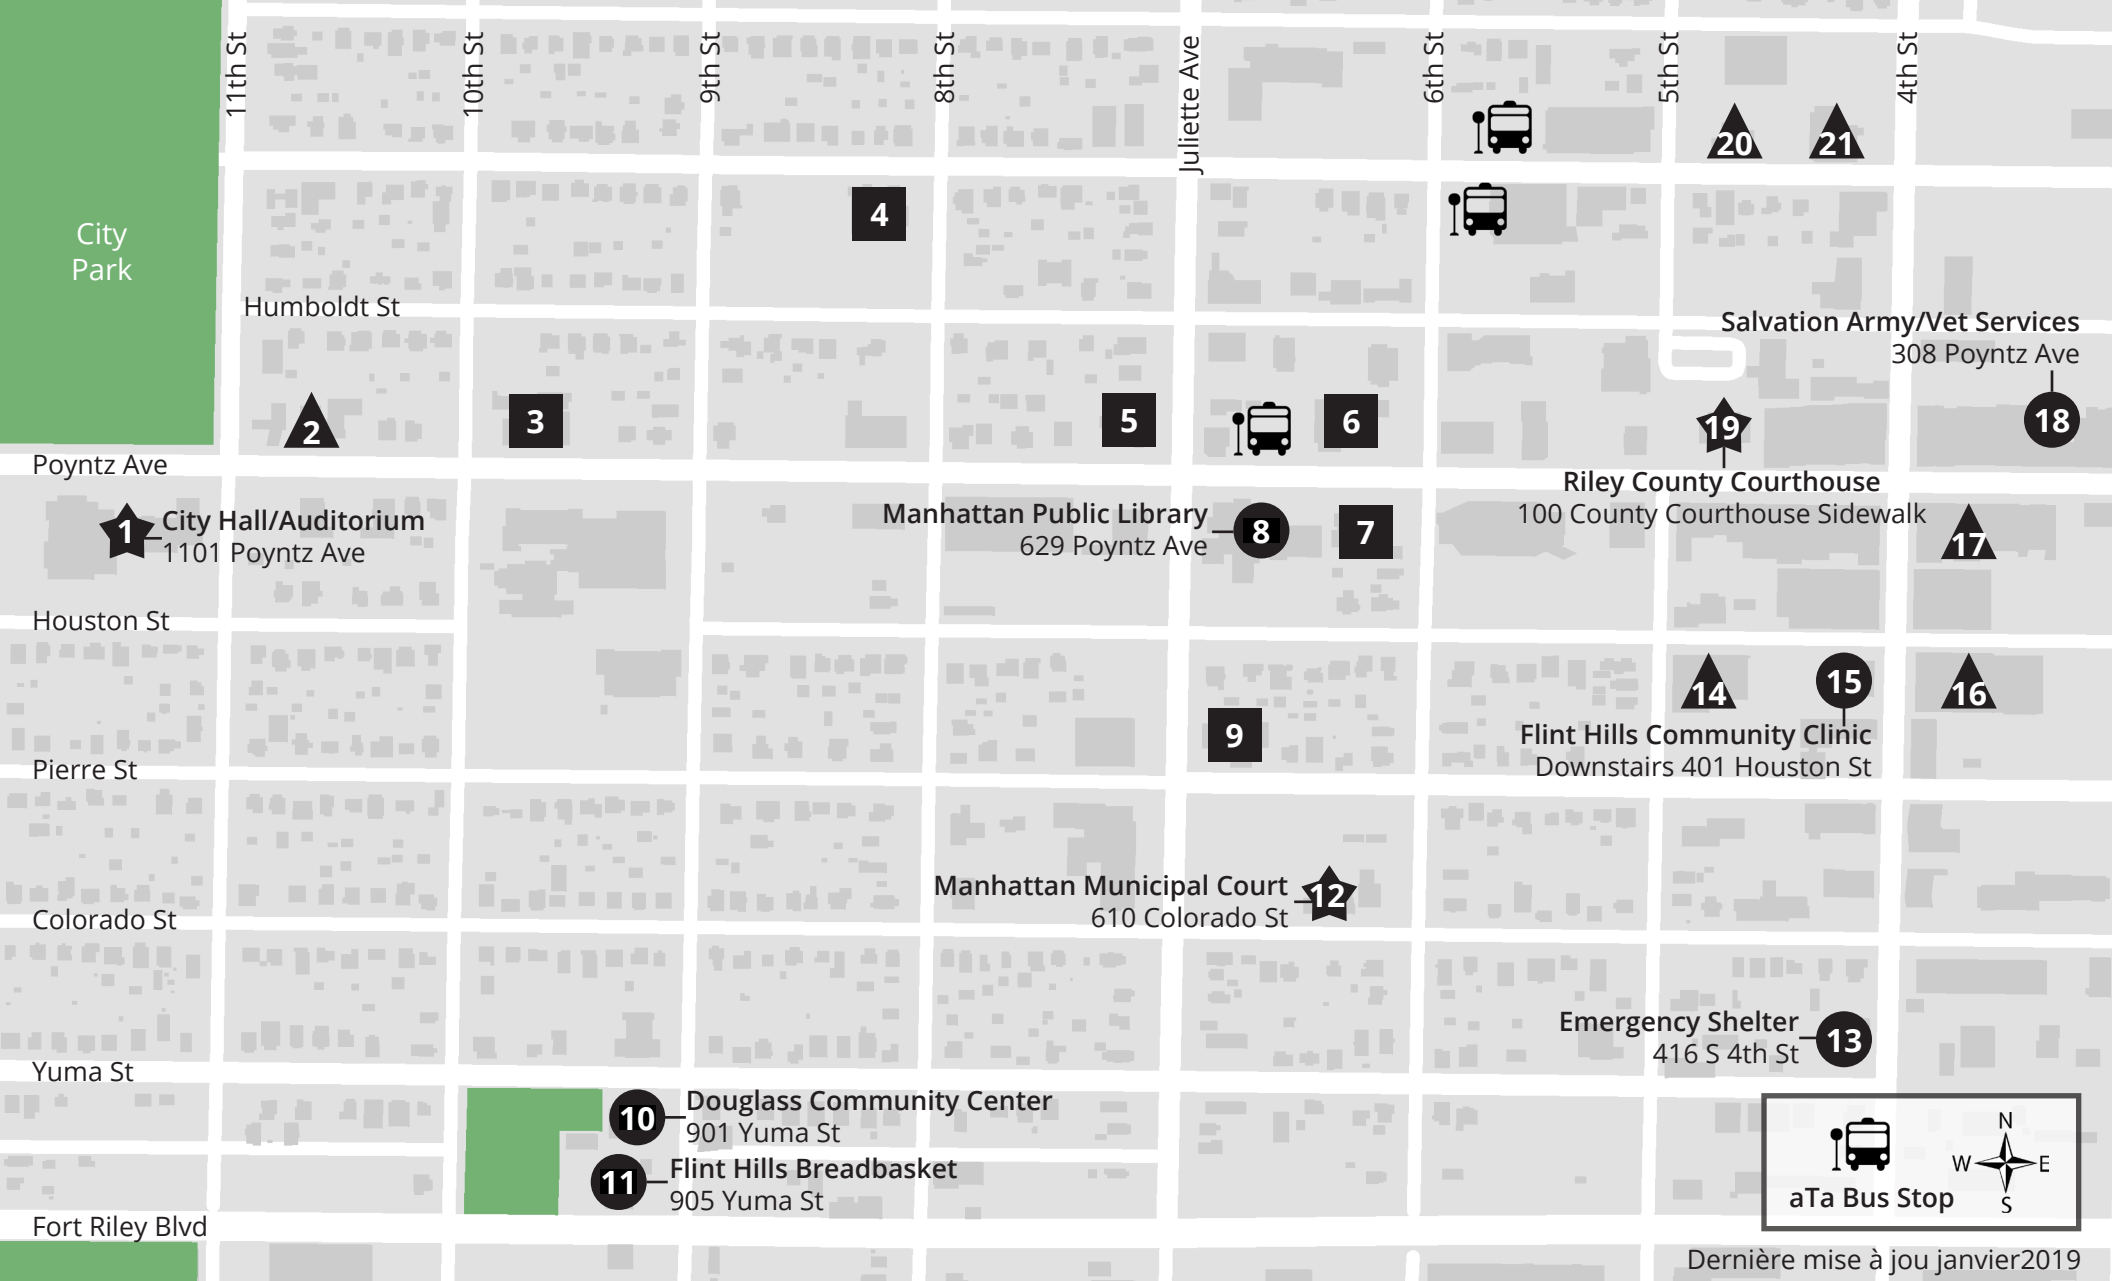 11th St
10th St
9th St
8th St
Juliette Ave
6th St
5th St
4th St
20
21
4
City
Park
Humboldt St
Salvation Army/Vet Services
308 Poyntz Ave
2
3
5
6
19
18
Poyntz Ave
Riley County Courthouse
100 County Courthouse Sidewalk
1
City Hall/Auditorium
1101 Poyntz Ave
Manhattan Public Library
629 Poyntz Ave
8
7
17
Houston St
14
15
16
9
Flint Hills Community Clinic
Downstairs 401 Houston St
Pierre St
Manhattan Municipal Court
610 Colorado St
12
Colorado St
Emergency Shelter
416 S 4th St
13
Yuma St
10
Douglass Community Center
901 Yuma St
11
Flint Hills Breadbasket
905 Yuma St
N
W
E
S
aTa Bus Stop
Fort Riley Blvd
Dernière mise à jou janvier2019